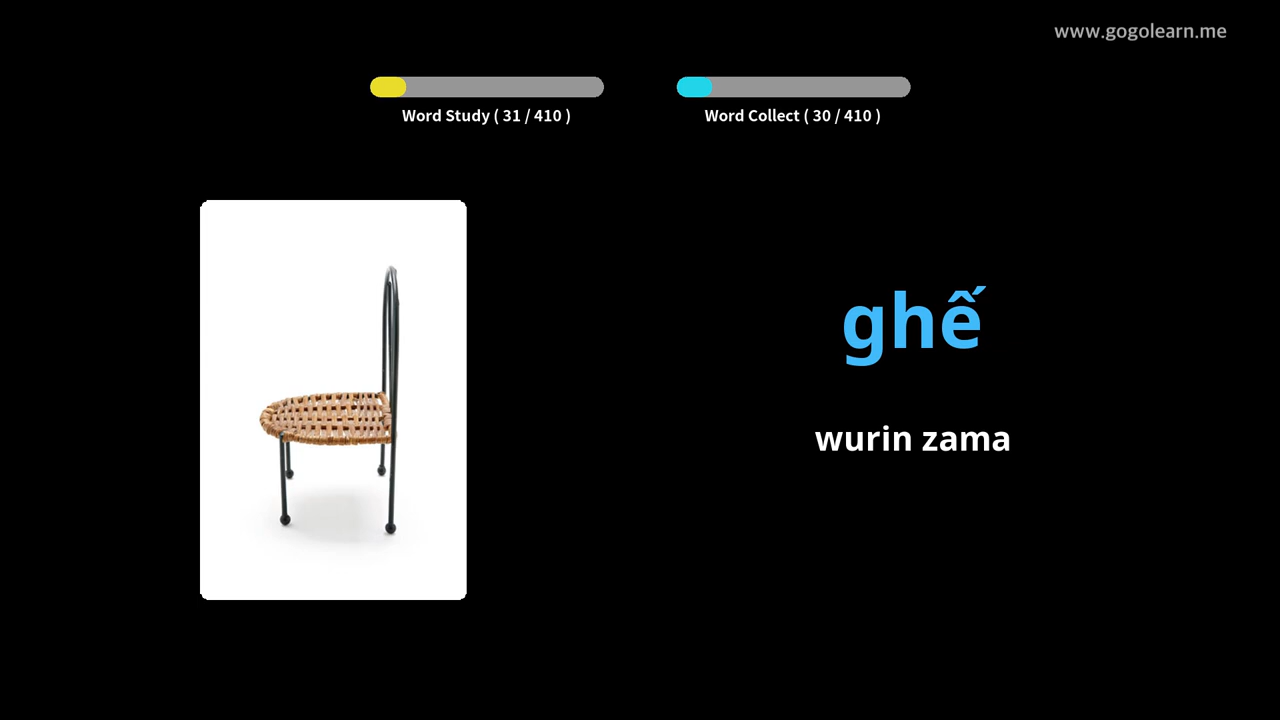 www.gogolearn.me
Word Study ( 31 / 410 )
Word Collect ( 30 / 410 )
ghế
wurin zama